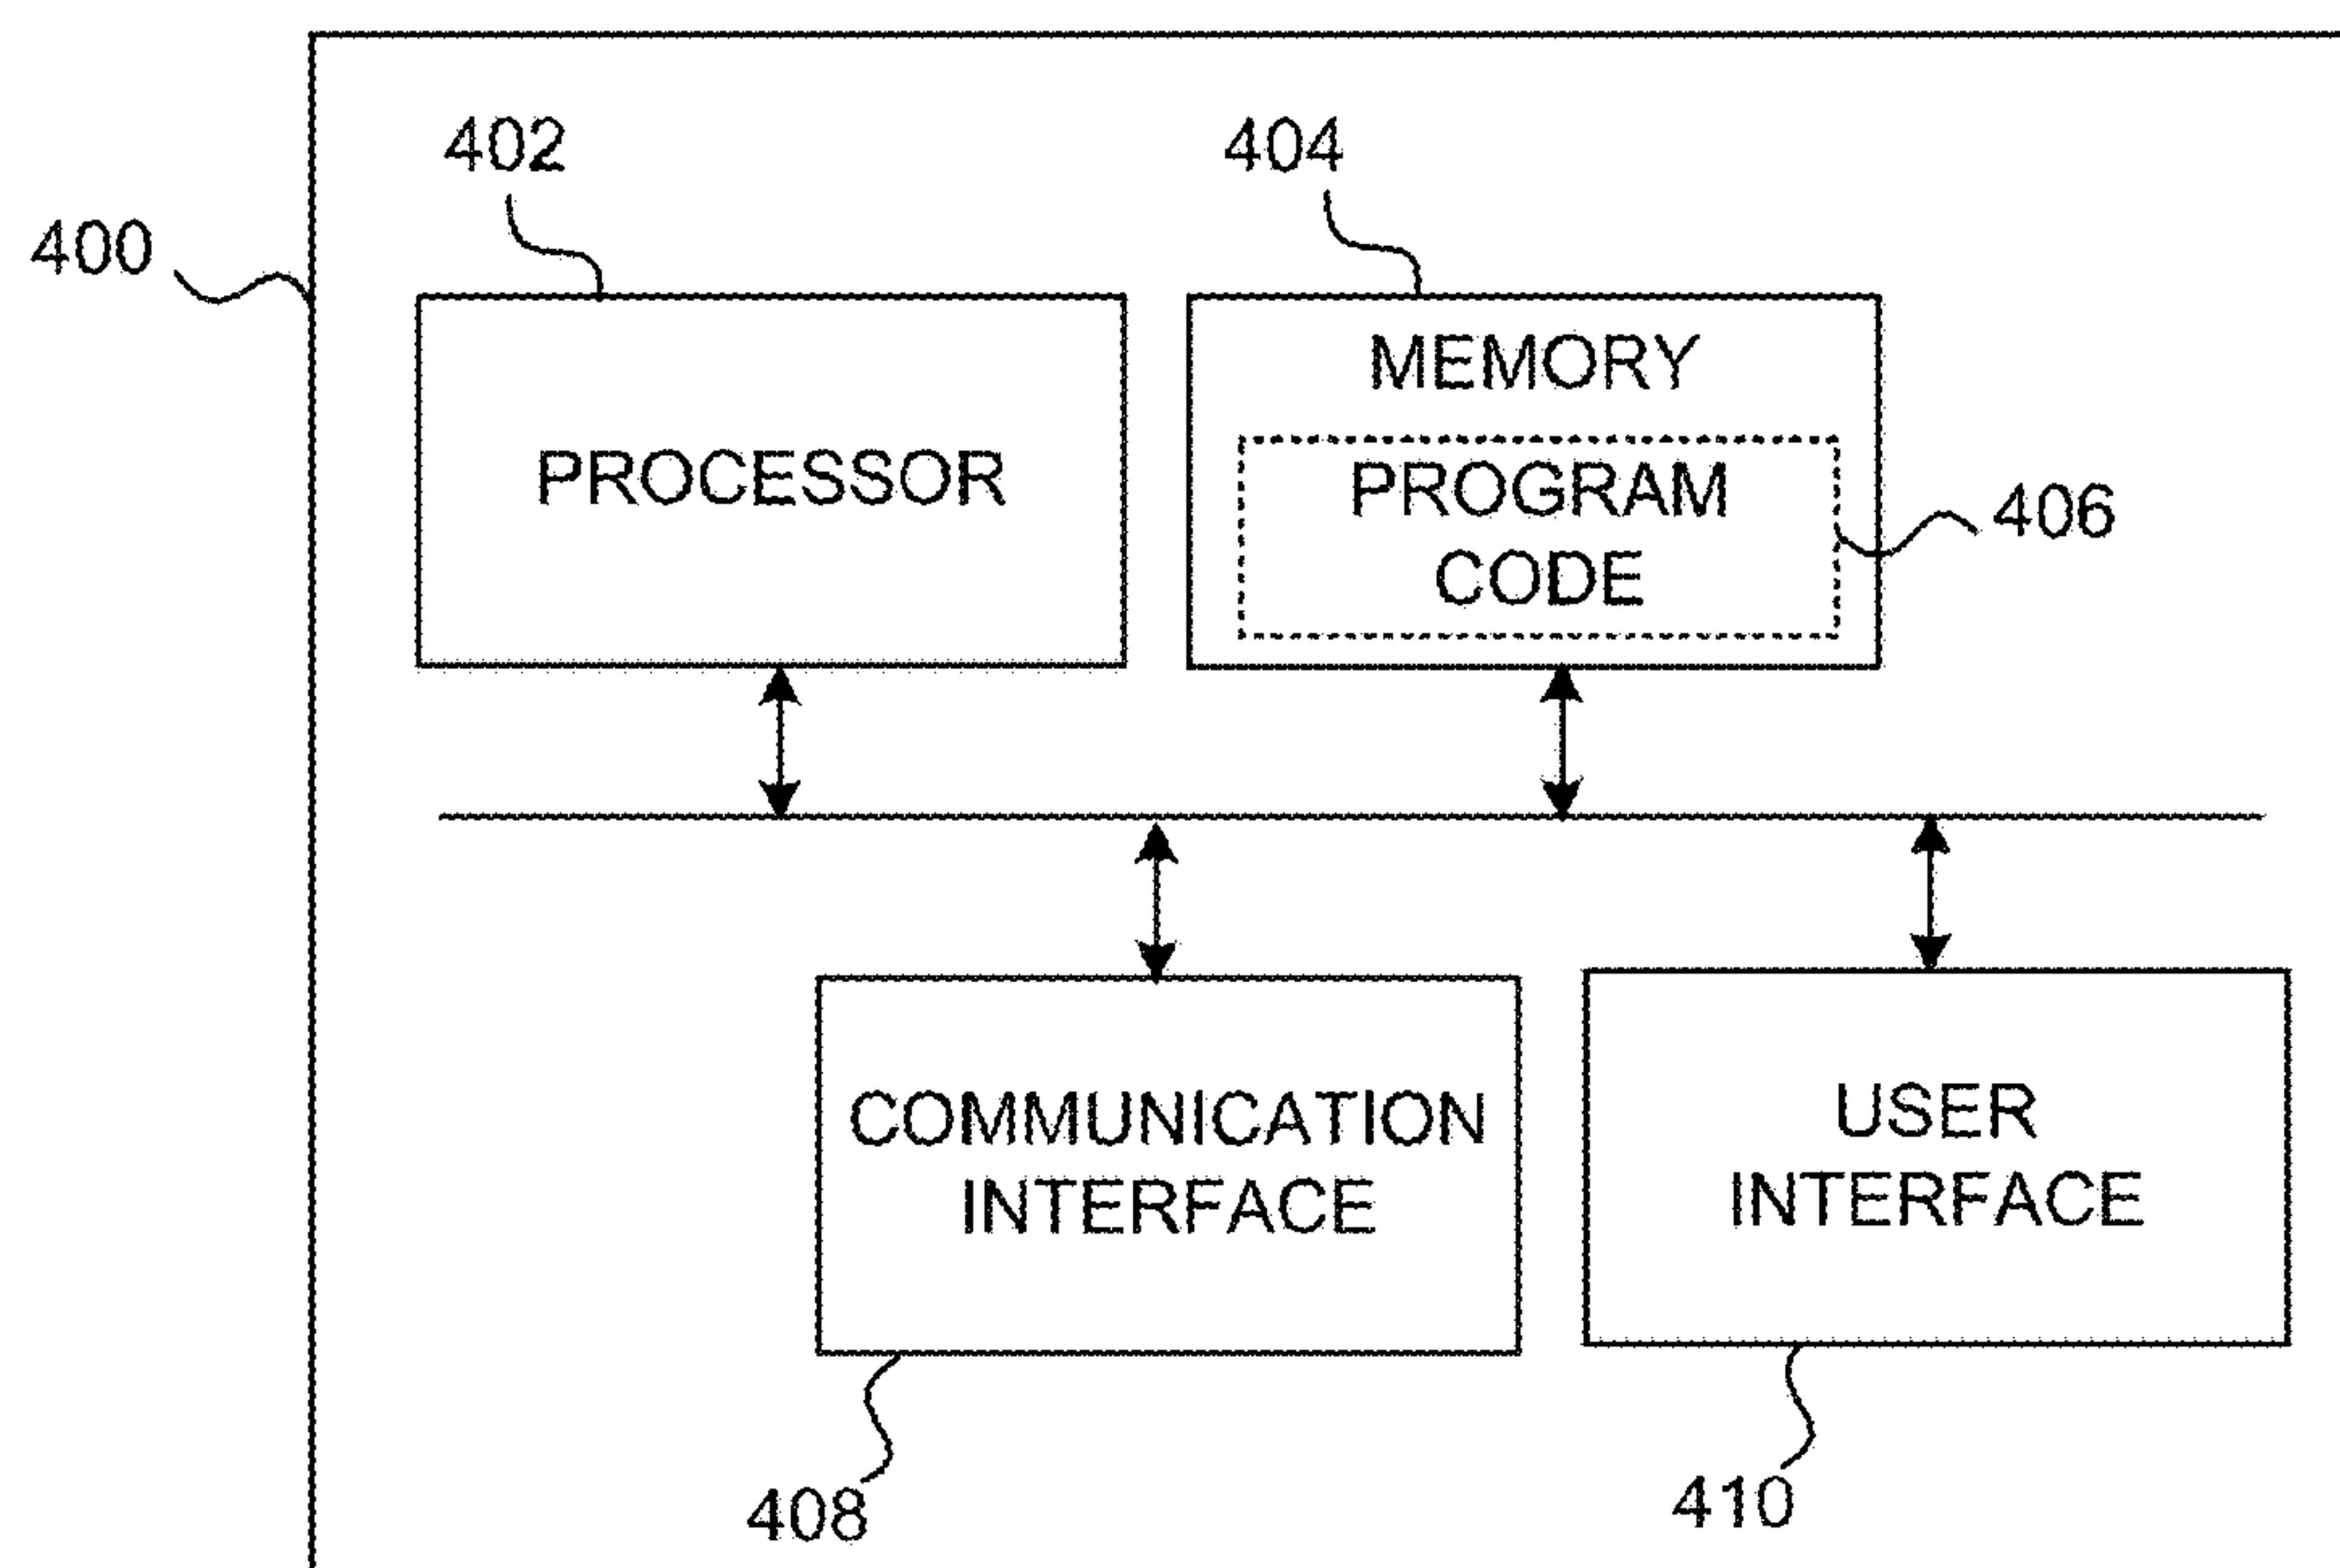 402
404
400
MEMORY
PROCESSOR
PROGRAM
CODE
406
COMMUNICATION
INTERFACE
USER
INTERFACE
408
410